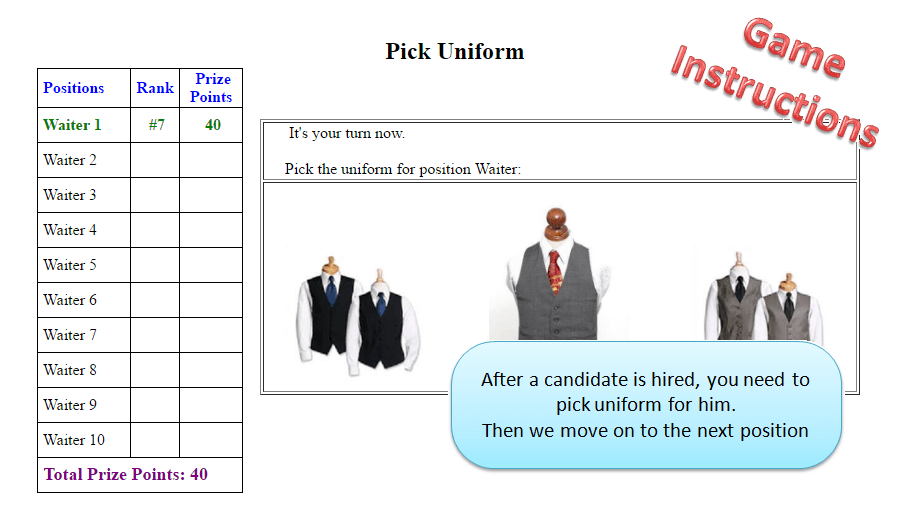 Pick Uniform
Game
Instructions
Positions Rank Prize Points
Waiter 1 #7 40
Waiter 2
Waiter 3
Waiter 4
Waiter 5
Waiter 6
Waiter 7
Waiter 8
Waiter 9
Waiter 10
Total Prize Points: 40
It's your turn now.
Pick the uniform for position Waiter:
After a candidate is hired, you need to
pick uniform for him.
Then we move on to the next position